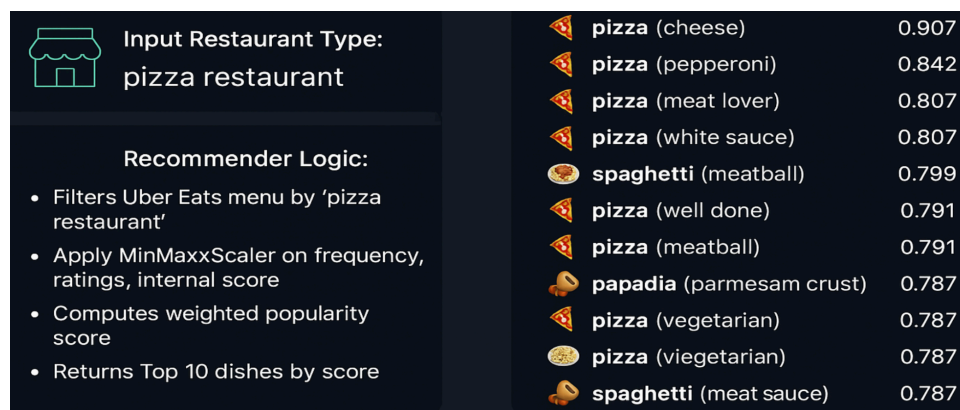 Input Restaurant Type:
pizza restaurant
Recommender Logic:
• Filters Uber Eats menu by ‘pizza
restaurant’
• Apply MinMaxxScaler on frequency,
ratings, internal score
• Computes weighted popularity
score
• Returns Top 10 dishes by score
pizza (cheese) 0.907
pizza (pepperoni) 0.842
pizza (meat lover) 0.807
pizza (white sauce) 0.807
spaghetti (meatball) 0.799
pizza (well done) 0.791
pizza (meatball) 0.791
papadia (parmesam crust) 0.787
pizza (vegetarian) 0.787
pizza (viegetarian) 0.787
spaghetti (meat sauce) 0.787